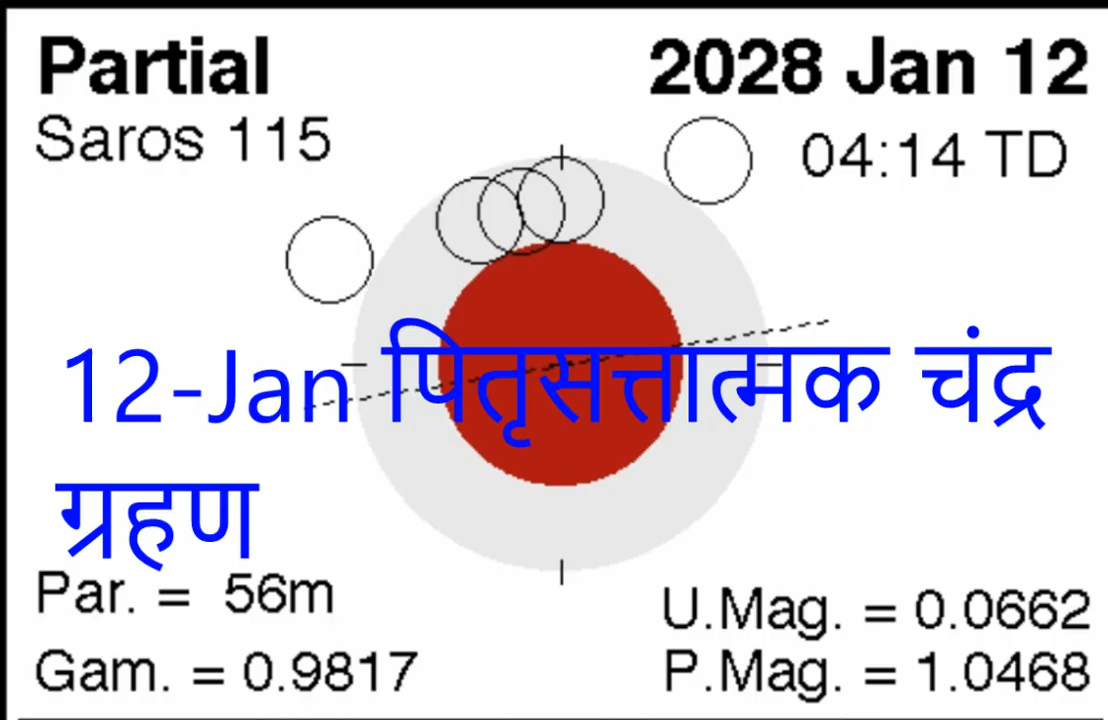 Partial
2028 Jan 12
Saros 115
04:14 TD
12-Jan पितृसत्तात्मक चंद्र
ग्रहण
Par. = 56m
U.Mag. = 0.0662
Gam. = 0.9817
P.Mag. = 1.0468